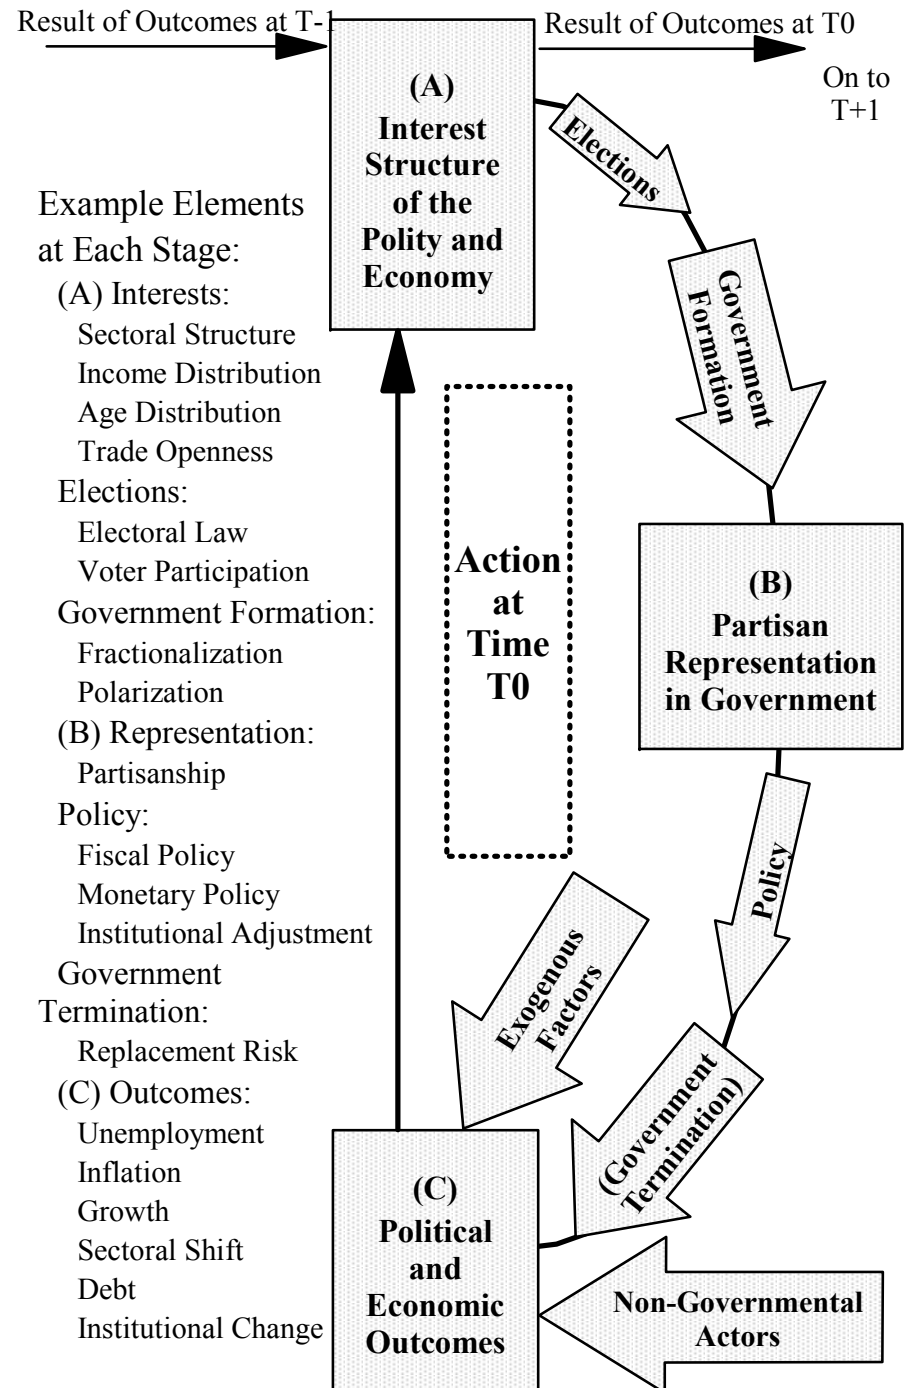 Result of Outcomes at T-1
Result of Outcomes at T0
On to
T+1
(A)
Interest
Structure
of the
Polity and
Economy
Elections
Government
Formation
Example Elements
at Each Stage:
(A) Interests:
Sectoral Structure
Income Distribution
Age Distribution
Trade Openness
Elections:
Electoral Law
Voter Participation
Government Formation:
Fractionalization
Polarization
(B) Representation:
Partisanship
Policy:
Fiscal Policy
Monetary Policy
Institutional Adjustment
Government
Termination:
Replacement Risk
(C) Outcomes:
Unemployment
Inflation
Growth
Sectoral Shift
Debt
Institutional Change
Action
at
Time
T0
(B)
Partisan
Representation
in Government
Policy
Exogenous
Factors
(Government
Termination)
(C)
Political
and
Economic
Outcomes
Non-Governmental
Actors